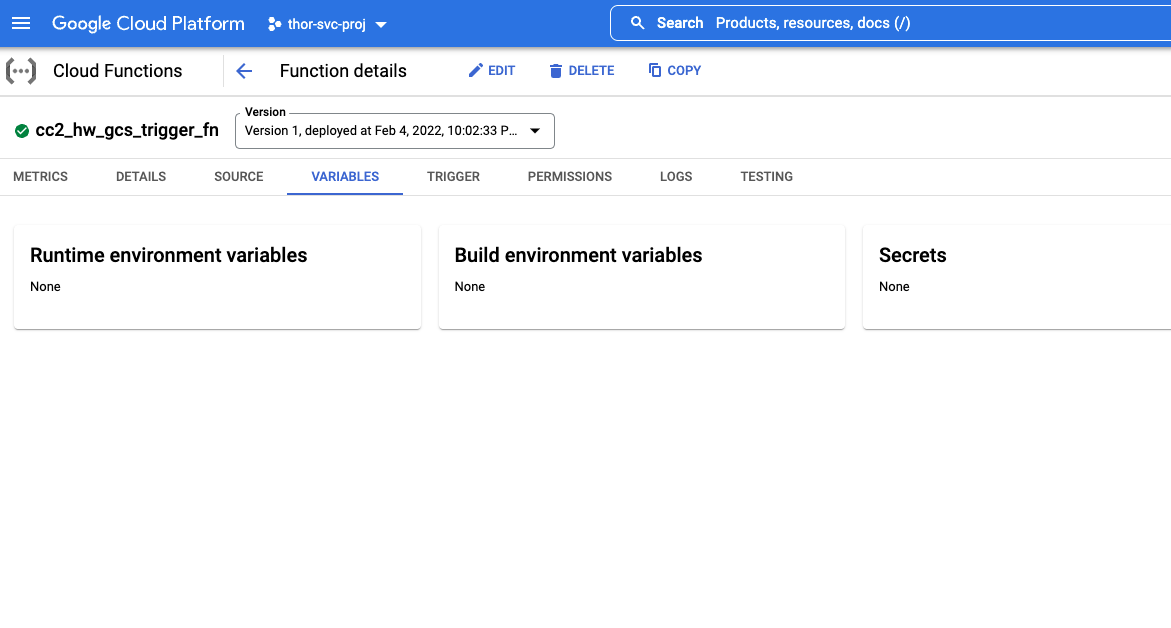 Google Cloud Platform thor-svc-proj Search Products, resources, docs (/)
Cloud Functions Function details EDIT DELETE COPY
cc2_hw_gcs_trigger_fn Version
Version 1, deployed at Feb 4, 2022, 10:02:33 P...
METRICS DETAILS SOURCE VARIABLES TRIGGER PERMISSIONS LOGS TESTING
Runtime environment variables
None
Build environment variables
None
Secrets
None